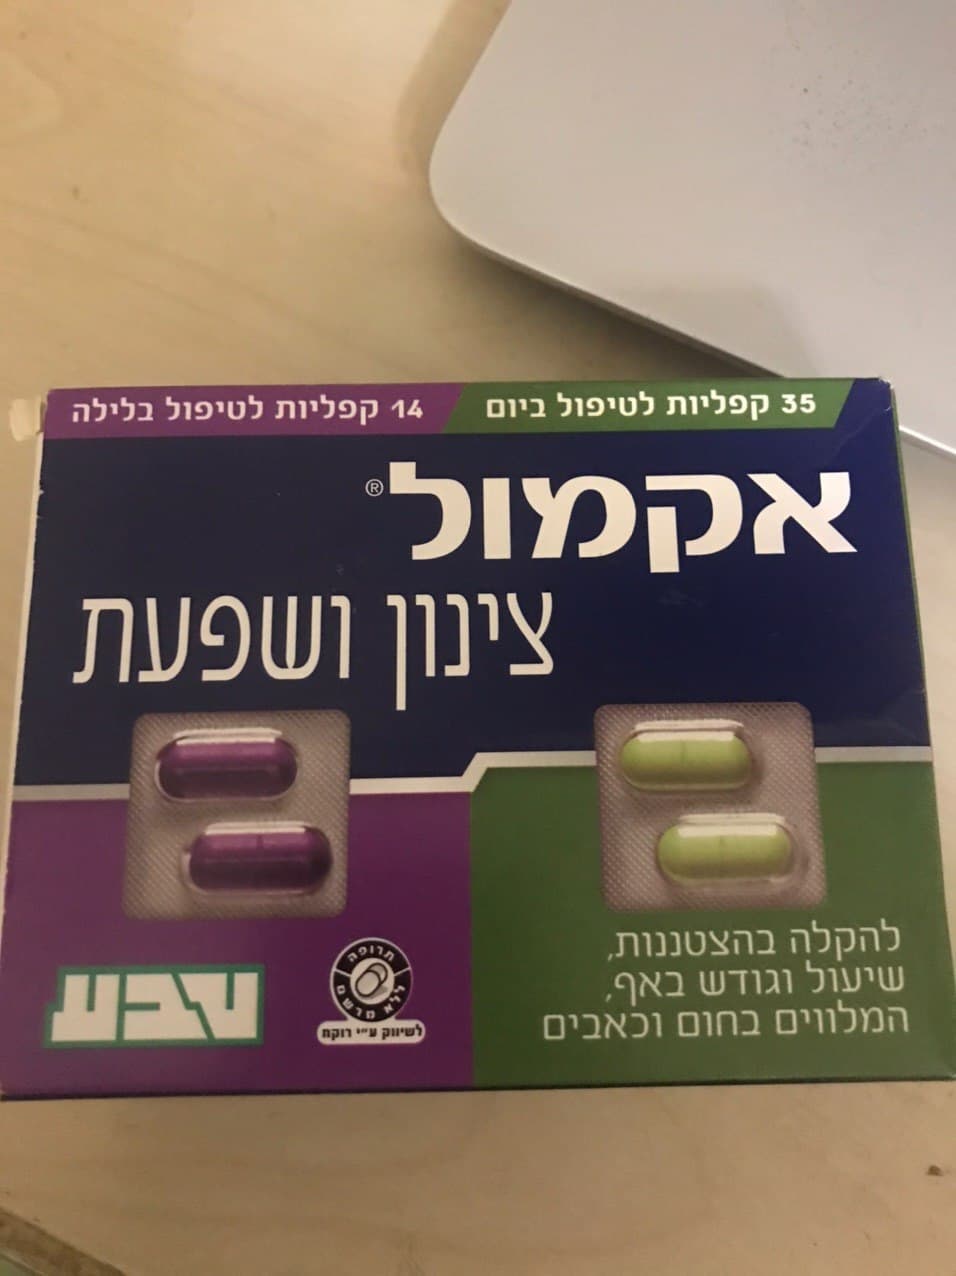 35 קפליות לטיפול ביום
14 קפליות לטיפול בלילה
אקמול®
צינון ושפעת
להקלה בהצטננות,
שיעול וגודש באף,
המלווים בחום וכאבים
תרופה
ללא מרשם
לשיווק ע״י רוקח
טבע